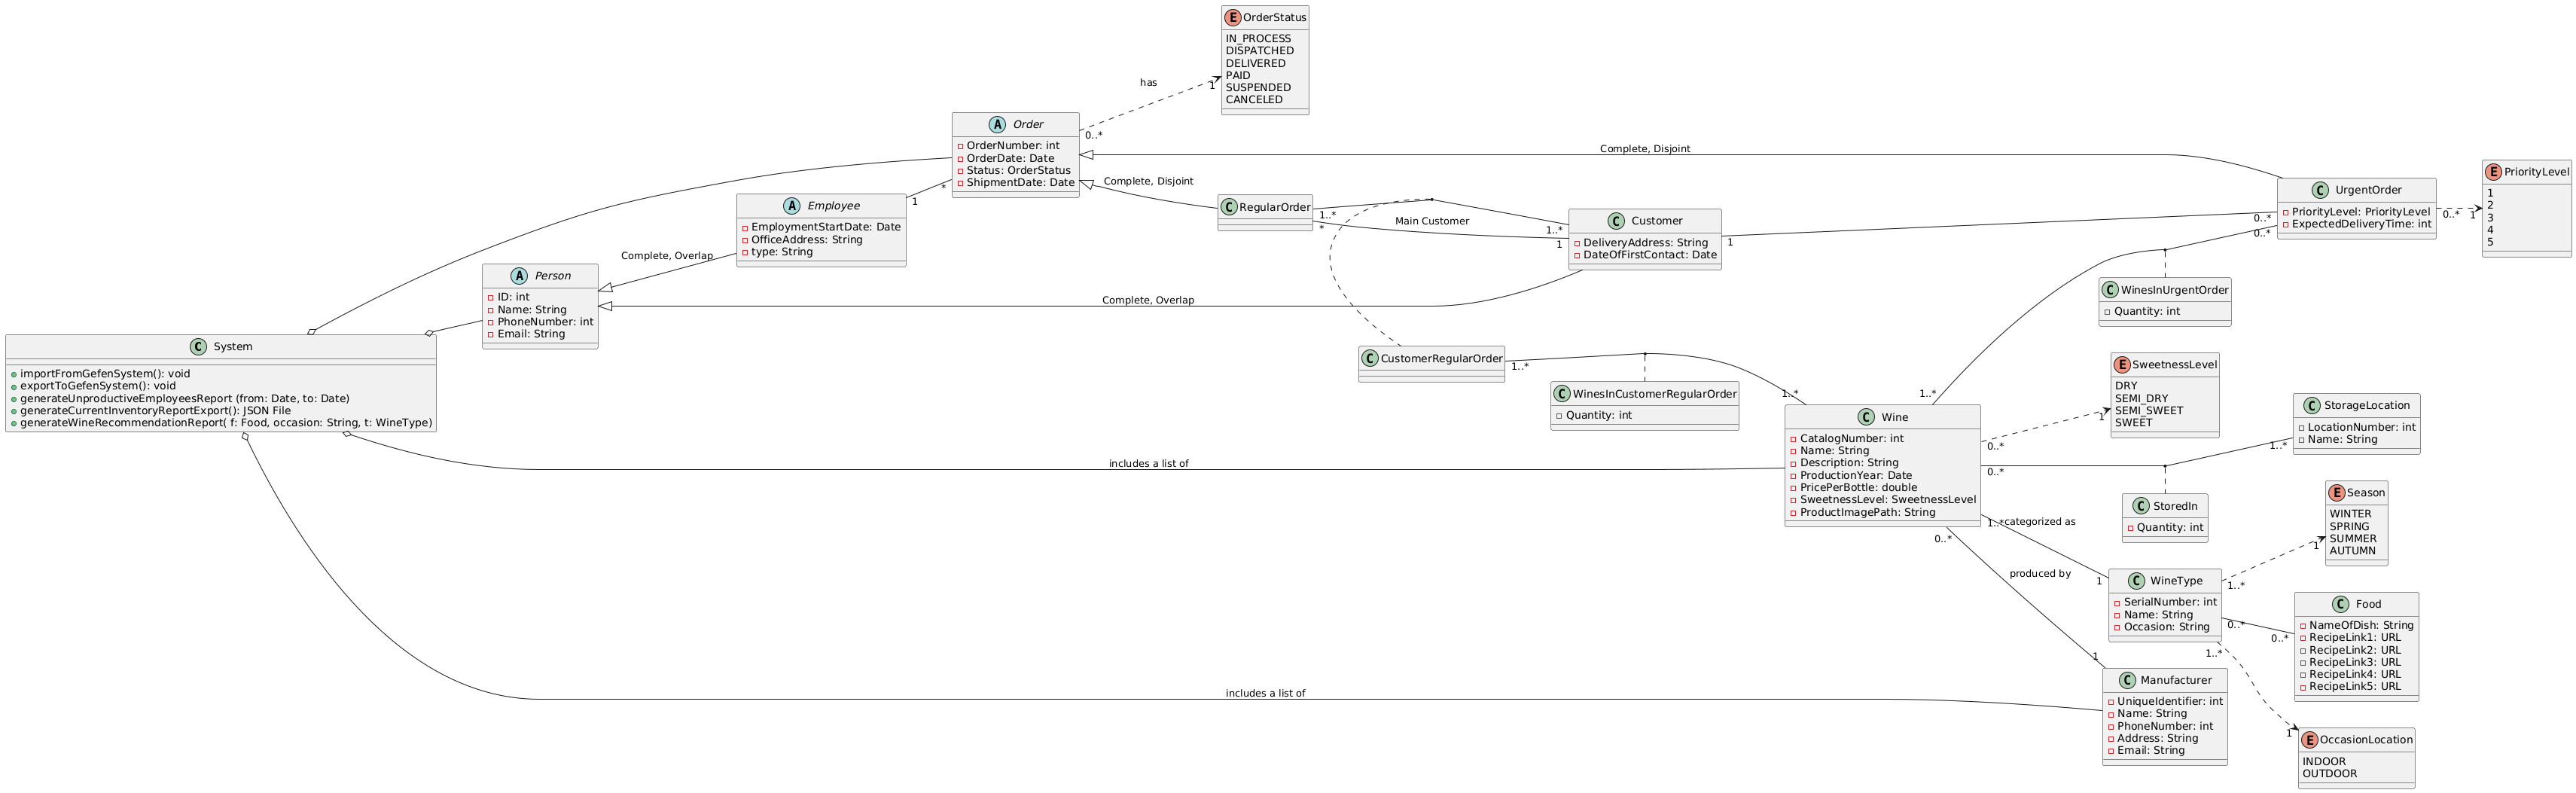 E OrderStatus
IN_PROCESS
DISPATCHED
DELIVERED
PAID
SUSPENDED
CANCELED
has
1
0..*
A Order
OrderNumber: int
OrderDate: Date
Status: OrderStatus
ShipmentDate: Date
Complete, Disjoint
Complete, Disjoint
1
*
A Employee
EmploymentStartDate: Date
OfficeAddress: String
type: String
Complete, Overlap
A Person
ID: int
Name: String
PhoneNumber: int
Email: String
Complete, Overlap
C System
importFromGefenSystem(): void
exportToGefenSystem(): void
generateUnproductiveEmployeesReport (from: Date, to: Date)
generateCurrentInventoryReportExport(): JSON File
generateWineRecommendationReport( f: Food, occasion: String, t: WineType)
C RegularOrder
1..*
*
Main Customer
1..*
1
C Customer
DeliveryAddress: String
DateOfFirstContact: Date
1
0..*
0..*
C UrgentOrder
PriorityLevel: PriorityLevel
ExpectedDeliveryTime: int
0..*
1
E PriorityLevel
1
2
3
4
5
C WinesInUrgentOrder
Quantity: int
C CustomerRegularOrder
1..*
C WinesInCustomerRegularOrder
Quantity: int
1..*
1..*
C Wine
CatalogNumber: int
Name: String
Description: String
ProductionYear: Date
PricePerBottle: double
SweetnessLevel: SweetnessLevel
ProductImagePath: String
E SweetnessLevel
DRY
SEMI_DRY
SEMI_SWEET
SWEET
1
0..*
0..*
1..*
C StorageLocation
LocationNumber: int
Name: String
C StoredIn
Quantity: int
includes a list of
1..*
categorized as
1
0..*
produced by
1
C WineType
SerialNumber: int
Name: String
Occasion: String
1..*
1
E Season
WINTER
SPRING
SUMMER
AUTUMN
0..*
0..*
C Food
NameOfDish: String
RecipeLink1: URL
RecipeLink2: URL
RecipeLink3: URL
RecipeLink4: URL
RecipeLink5: URL
1..*
1
E OccasionLocation
INDOOR
OUTDOOR
C Manufacturer
UniqueIdentifier: int
Name: String
PhoneNumber: int
Address: String
Email: String
includes a list of